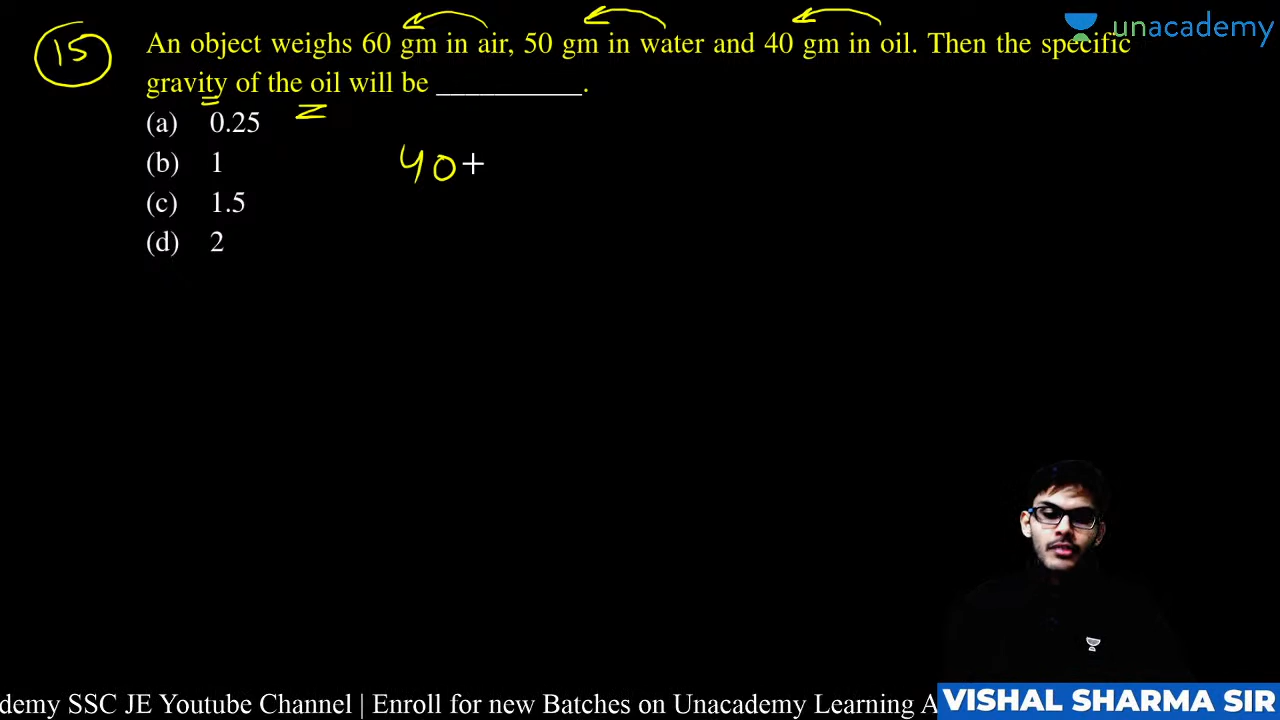 15 An object weighs 60 gm in air, 50 gm in water and 40 gm in oil. Then the specific
gravity of the oil will be __________.
(a) 0.25
(b) 1
(c) 1.5
(d) 2
40+
unacademy
demy SSC JE Youtube Channel | Enroll for new Batches on Unacademy Learning A
VISHAL SHARMA SIR